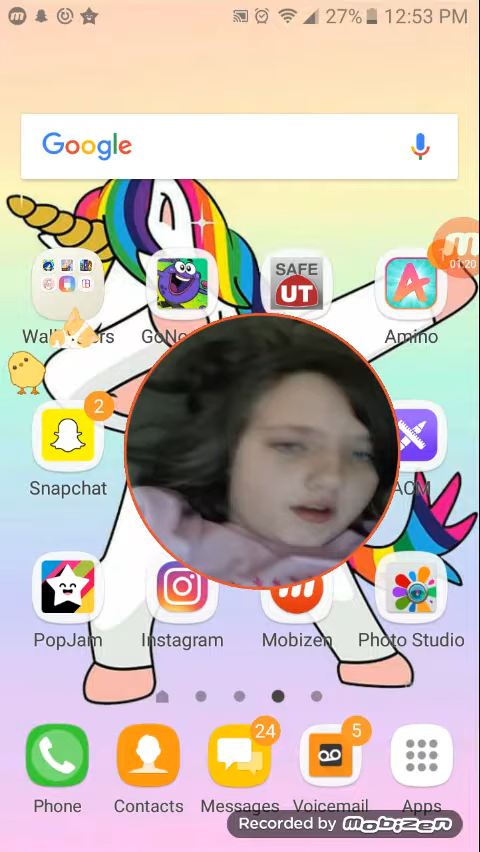 27% 12:53 PM
Google
SAFE
UT
01:20
Amino
2
Snapchat
PopJam
Instagram
Mobizen
Photo Studio
24
5
Phone
Contacts
Messages
Voicemail
Apps
Recorded by Mobizen